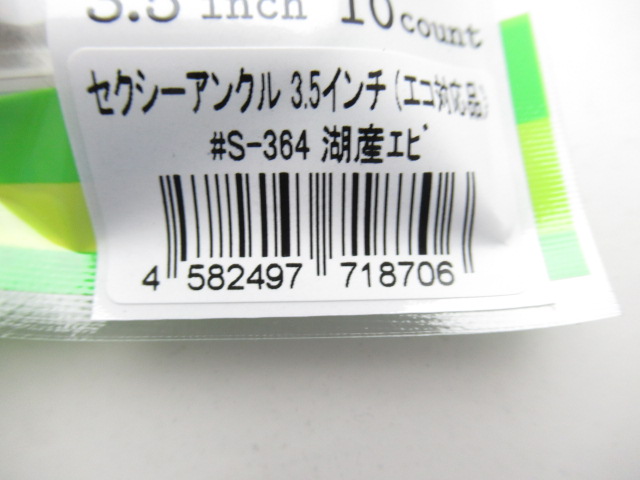 3.5 inch 10 count
セクシーアンクル 3.5インチ(エコ対応品)
#S-364 湖産ｴﾋﾞ
4 582497 718706